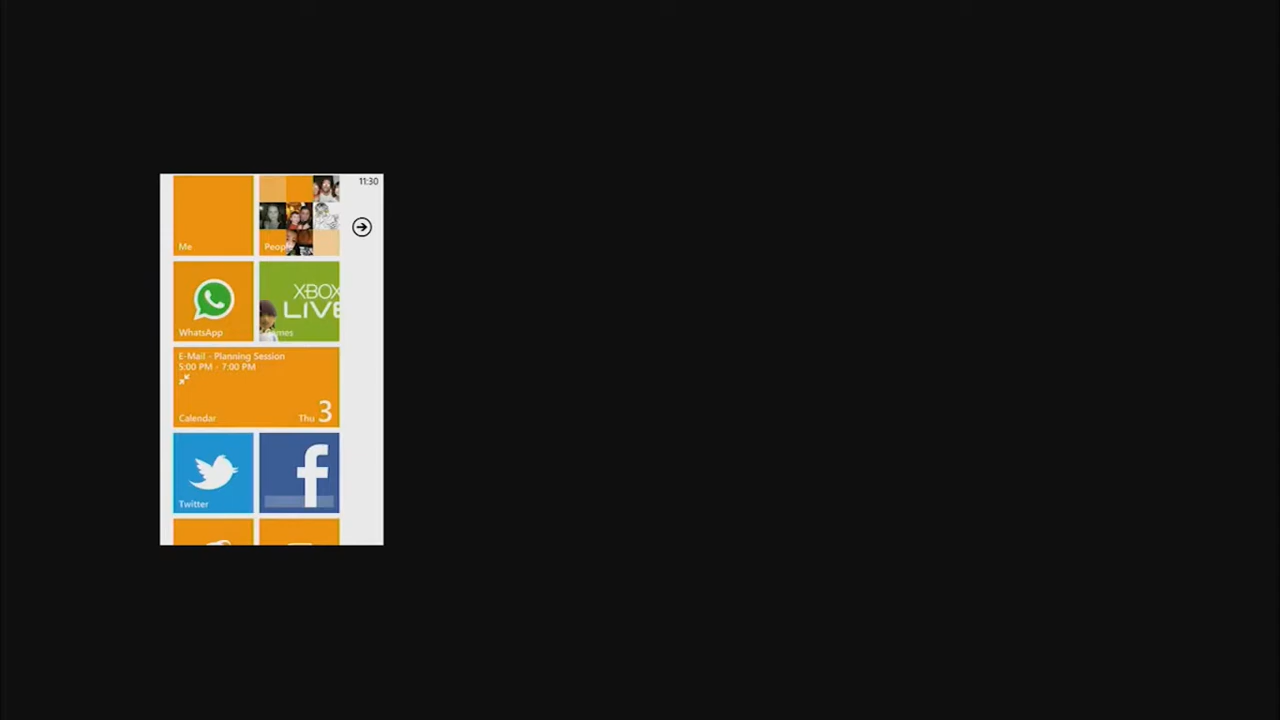 11:30
Me
People
XBOX
LIVE
WhatsApp
Games
E-Mail - Planning Session
5:00 PM - 7:00 PM
Calendar
Thu 3
f
Twitter